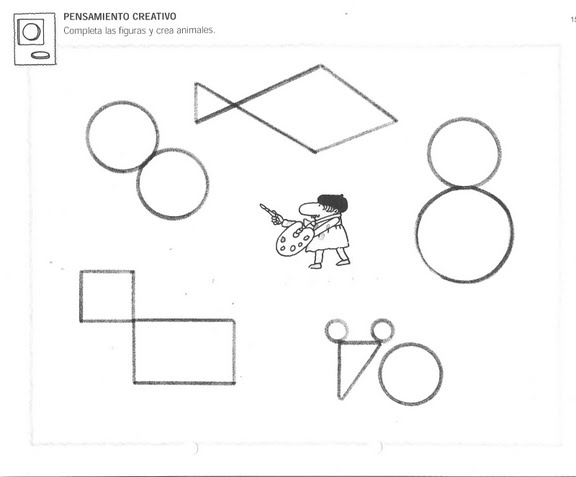 PENSAMIENTO CREATIVO
Completa las figuras y crea animales.